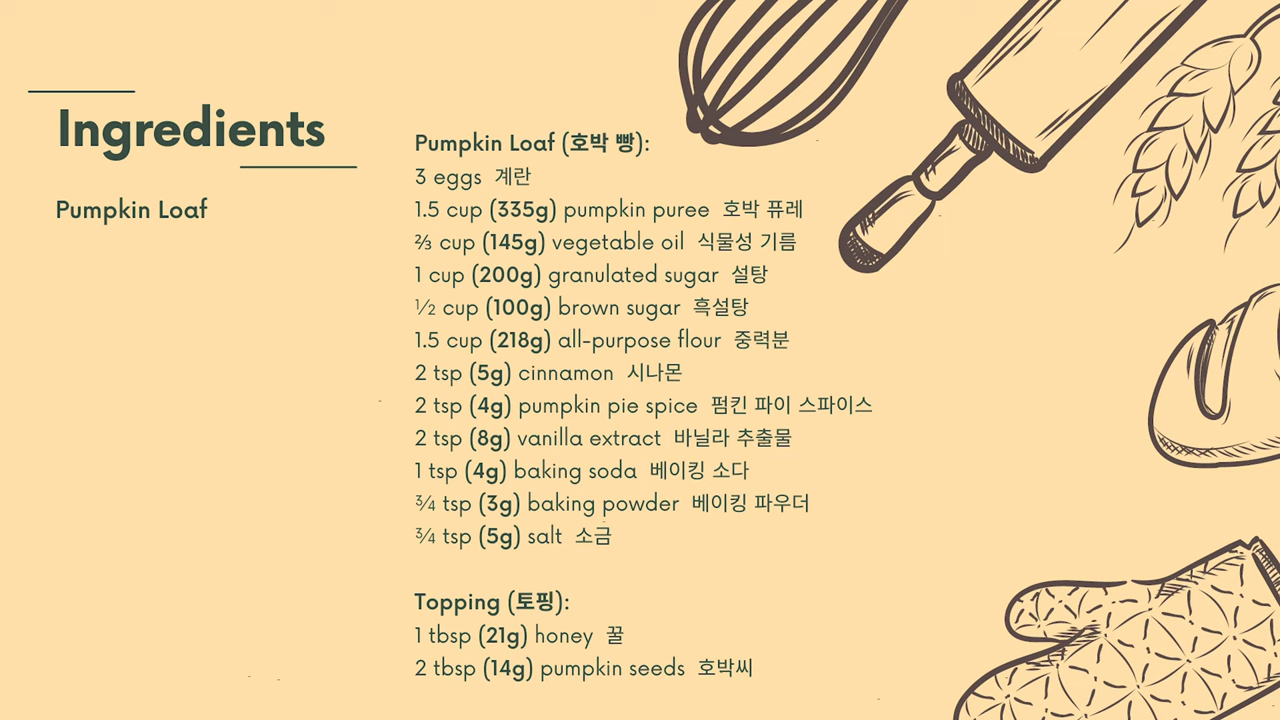 Ingredients
Pumpkin Loaf
Pumpkin Loaf (호박 빵):
3 eggs 계란
1.5 cup (335g) pumpkin puree 호박 퓨레
⅔ cup (145g) vegetable oil 식물성 기름
1 cup (200g) granulated sugar 설탕
½ cup (100g) brown sugar 흑설탕
1.5 cup (218g) all-purpose flour 중력분
2 tsp (5g) cinnamon 시나몬
2 tsp (4g) pumpkin pie spice 펌킨 파이 스파이스
2 tsp (8g) vanilla extract 바닐라 추출물
1 tsp (4g) baking soda 베이킹 소다
¾ tsp (3g) baking powder 베이킹 파우더
¾ tsp (5g) salt 소금
Topping (토핑):
1 tbsp (21g) honey 꿀
2 tbsp (14g) pumpkin seeds 호박씨